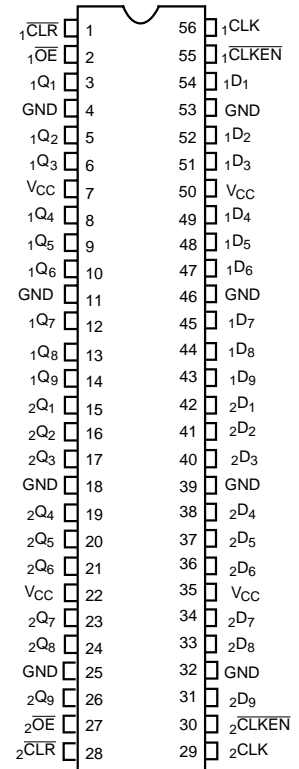 1CLR 1 56 1CLK
1OE 2 55 1CLKEN
1Q1 3 54 1D1
GND 4 53 GND
1Q2 5 52 1D2
1Q3 6 51 1D3
VCC 7 50 VCC
1Q4 8 49 1D4
1Q5 9 48 1D5
1Q6 10 47 1D6
GND 11 46 GND
1Q7 12 45 1D7
1Q8 13 44 1D8
1Q9 14 43 1D9
2Q1 15 42 2D1
2Q2 16 41 2D2
2Q3 17 40 2D3
GND 18 39 GND
2Q4 19 38 2D4
2Q5 20 37 2D5
2Q6 21 36 2D6
VCC 22 35 VCC
2Q7 23 34 2D7
2Q8 24 33 2D8
GND 25 32 GND
2Q9 26 31 2D9
2OE 27 30 2CLKEN
2CLR 28 29 2CLK